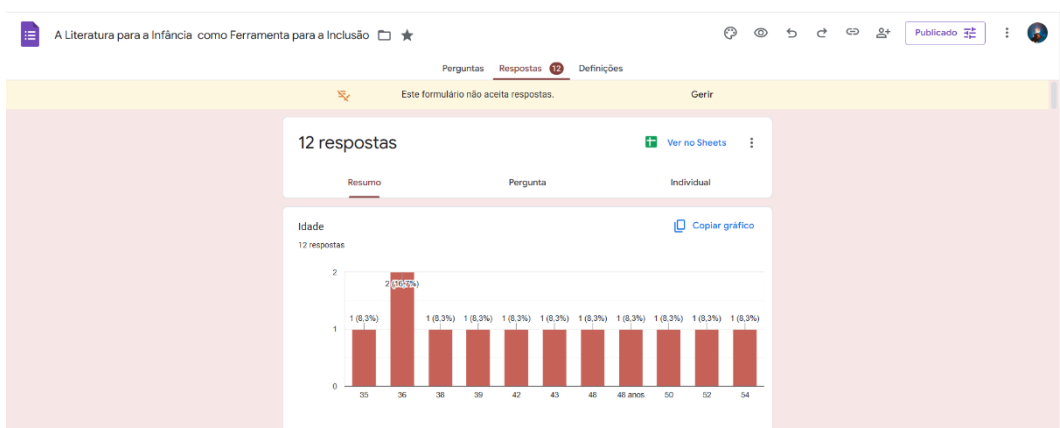 A Literatura para a Infância como Ferramenta para a Inclusão
Publicado
Perguntas Respostas 12 Definições
Este formulário não aceita respostas. Gerir
12 respostas Ver no Sheets
Resumo Pergunta Individual
Idade Copiar gráfico
12 respostas
2
2 (16,7%)
1 (8,3%) 1 (8,3%) 1 (8,3%) 1 (8,3%) 1 (8,3%) 1 (8,3%) 1 (8,3%) 1 (8,3%) 1 (8,3%) 1 (8,3%)
1
0
35 36 38 39 42 43 48 48 anos 50 52 54